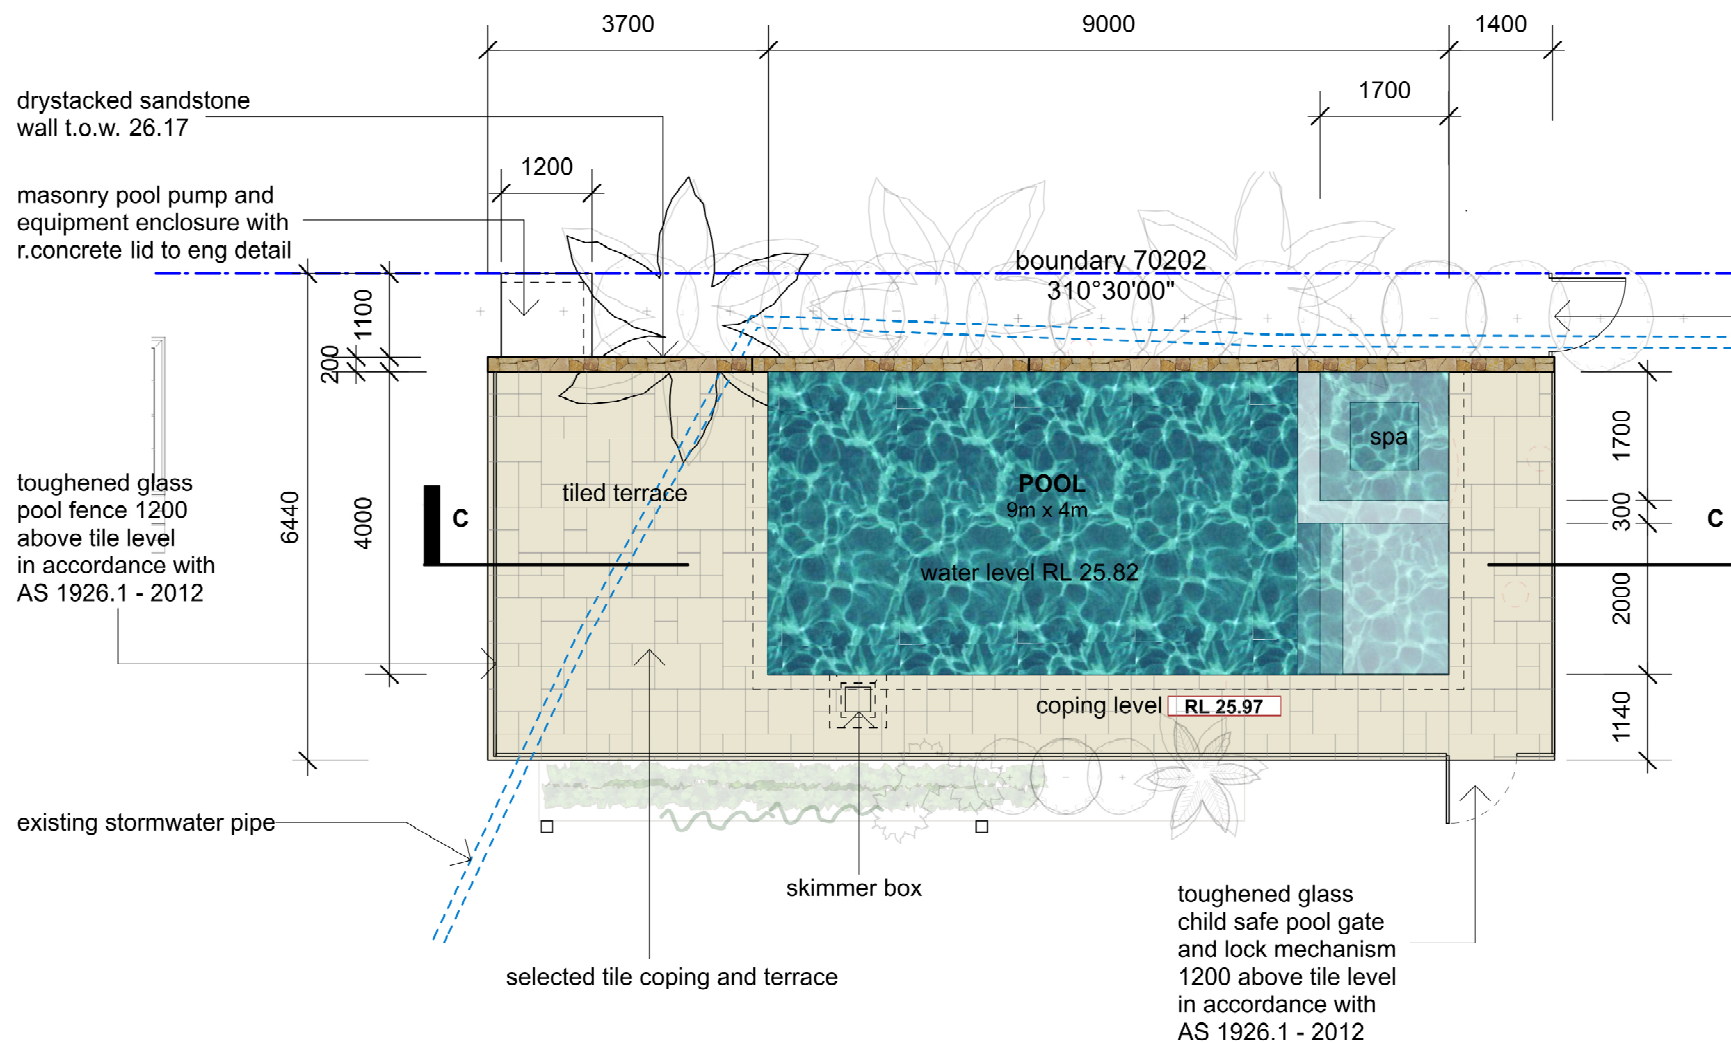 3700
9000
1400
1700
drystacked sandstone
wall t.o.w. 26.17
1200
masonry pool pump and
equipment enclosure with
r.concrete lid to eng detail
boundary 70202
310°30'00"
1100
200
spa
1700
POOL
9m x 4m
tiled terrace
toughened glass
pool fence 1200
above tile level
in accordance with
AS 1926.1 - 2012
6440
4000
C
300
C
water level RL 25.82
2000
coping level
RL 25.97
1140
existing stormwater pipe
skimmer box
toughened glass
child safe pool gate
and lock mechanism
1200 above tile level
in accordance with
AS 1926.1 - 2012
selected tile coping and terrace